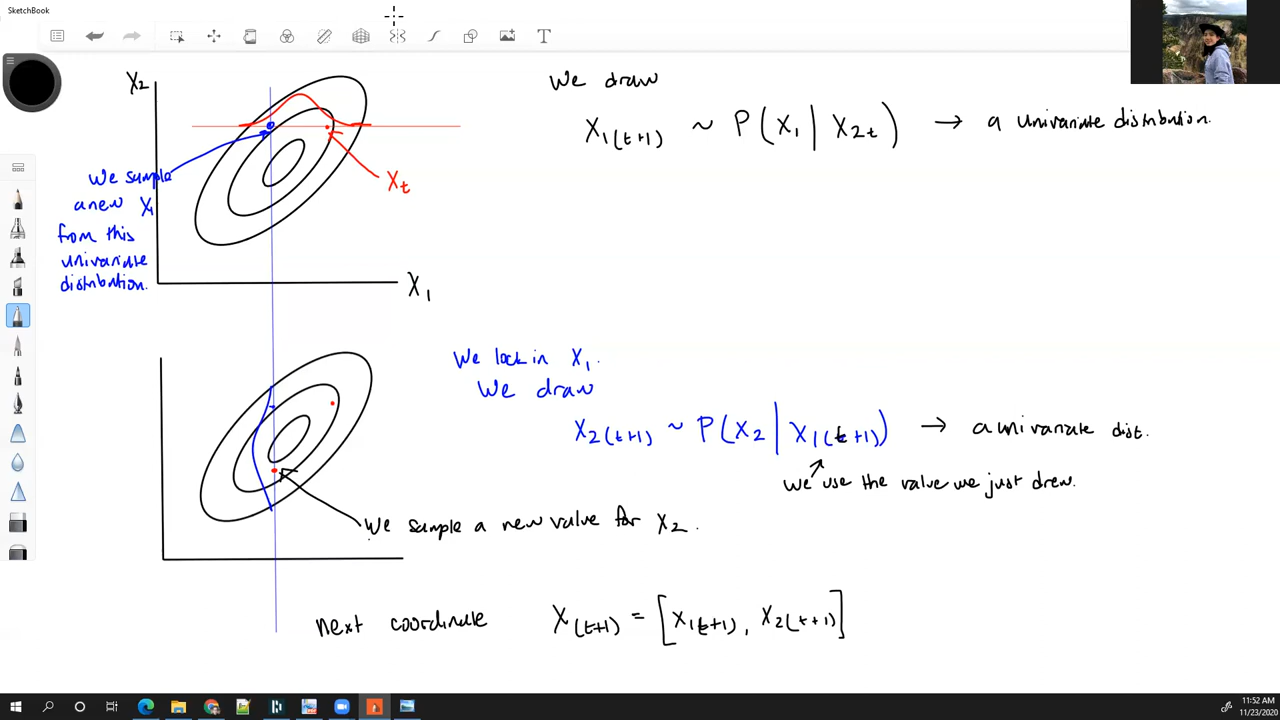 SketchBook
X2
We draw
X1(t+1) ~ P(X1 | X2t) → a univariate distribution.
We sample
a new X1
from this
univariate
distribution.
Xt
X1
We lock in X1.
We draw
X2(t+1) ~ P(X2 | X1(t+1)) → a univariate dist.
we use the value we just drew.
We sample a new value for X2.
next coordinate X(t+1) = [X1(t+1), X2(t+1)]
11:52 AM
11/23/2020